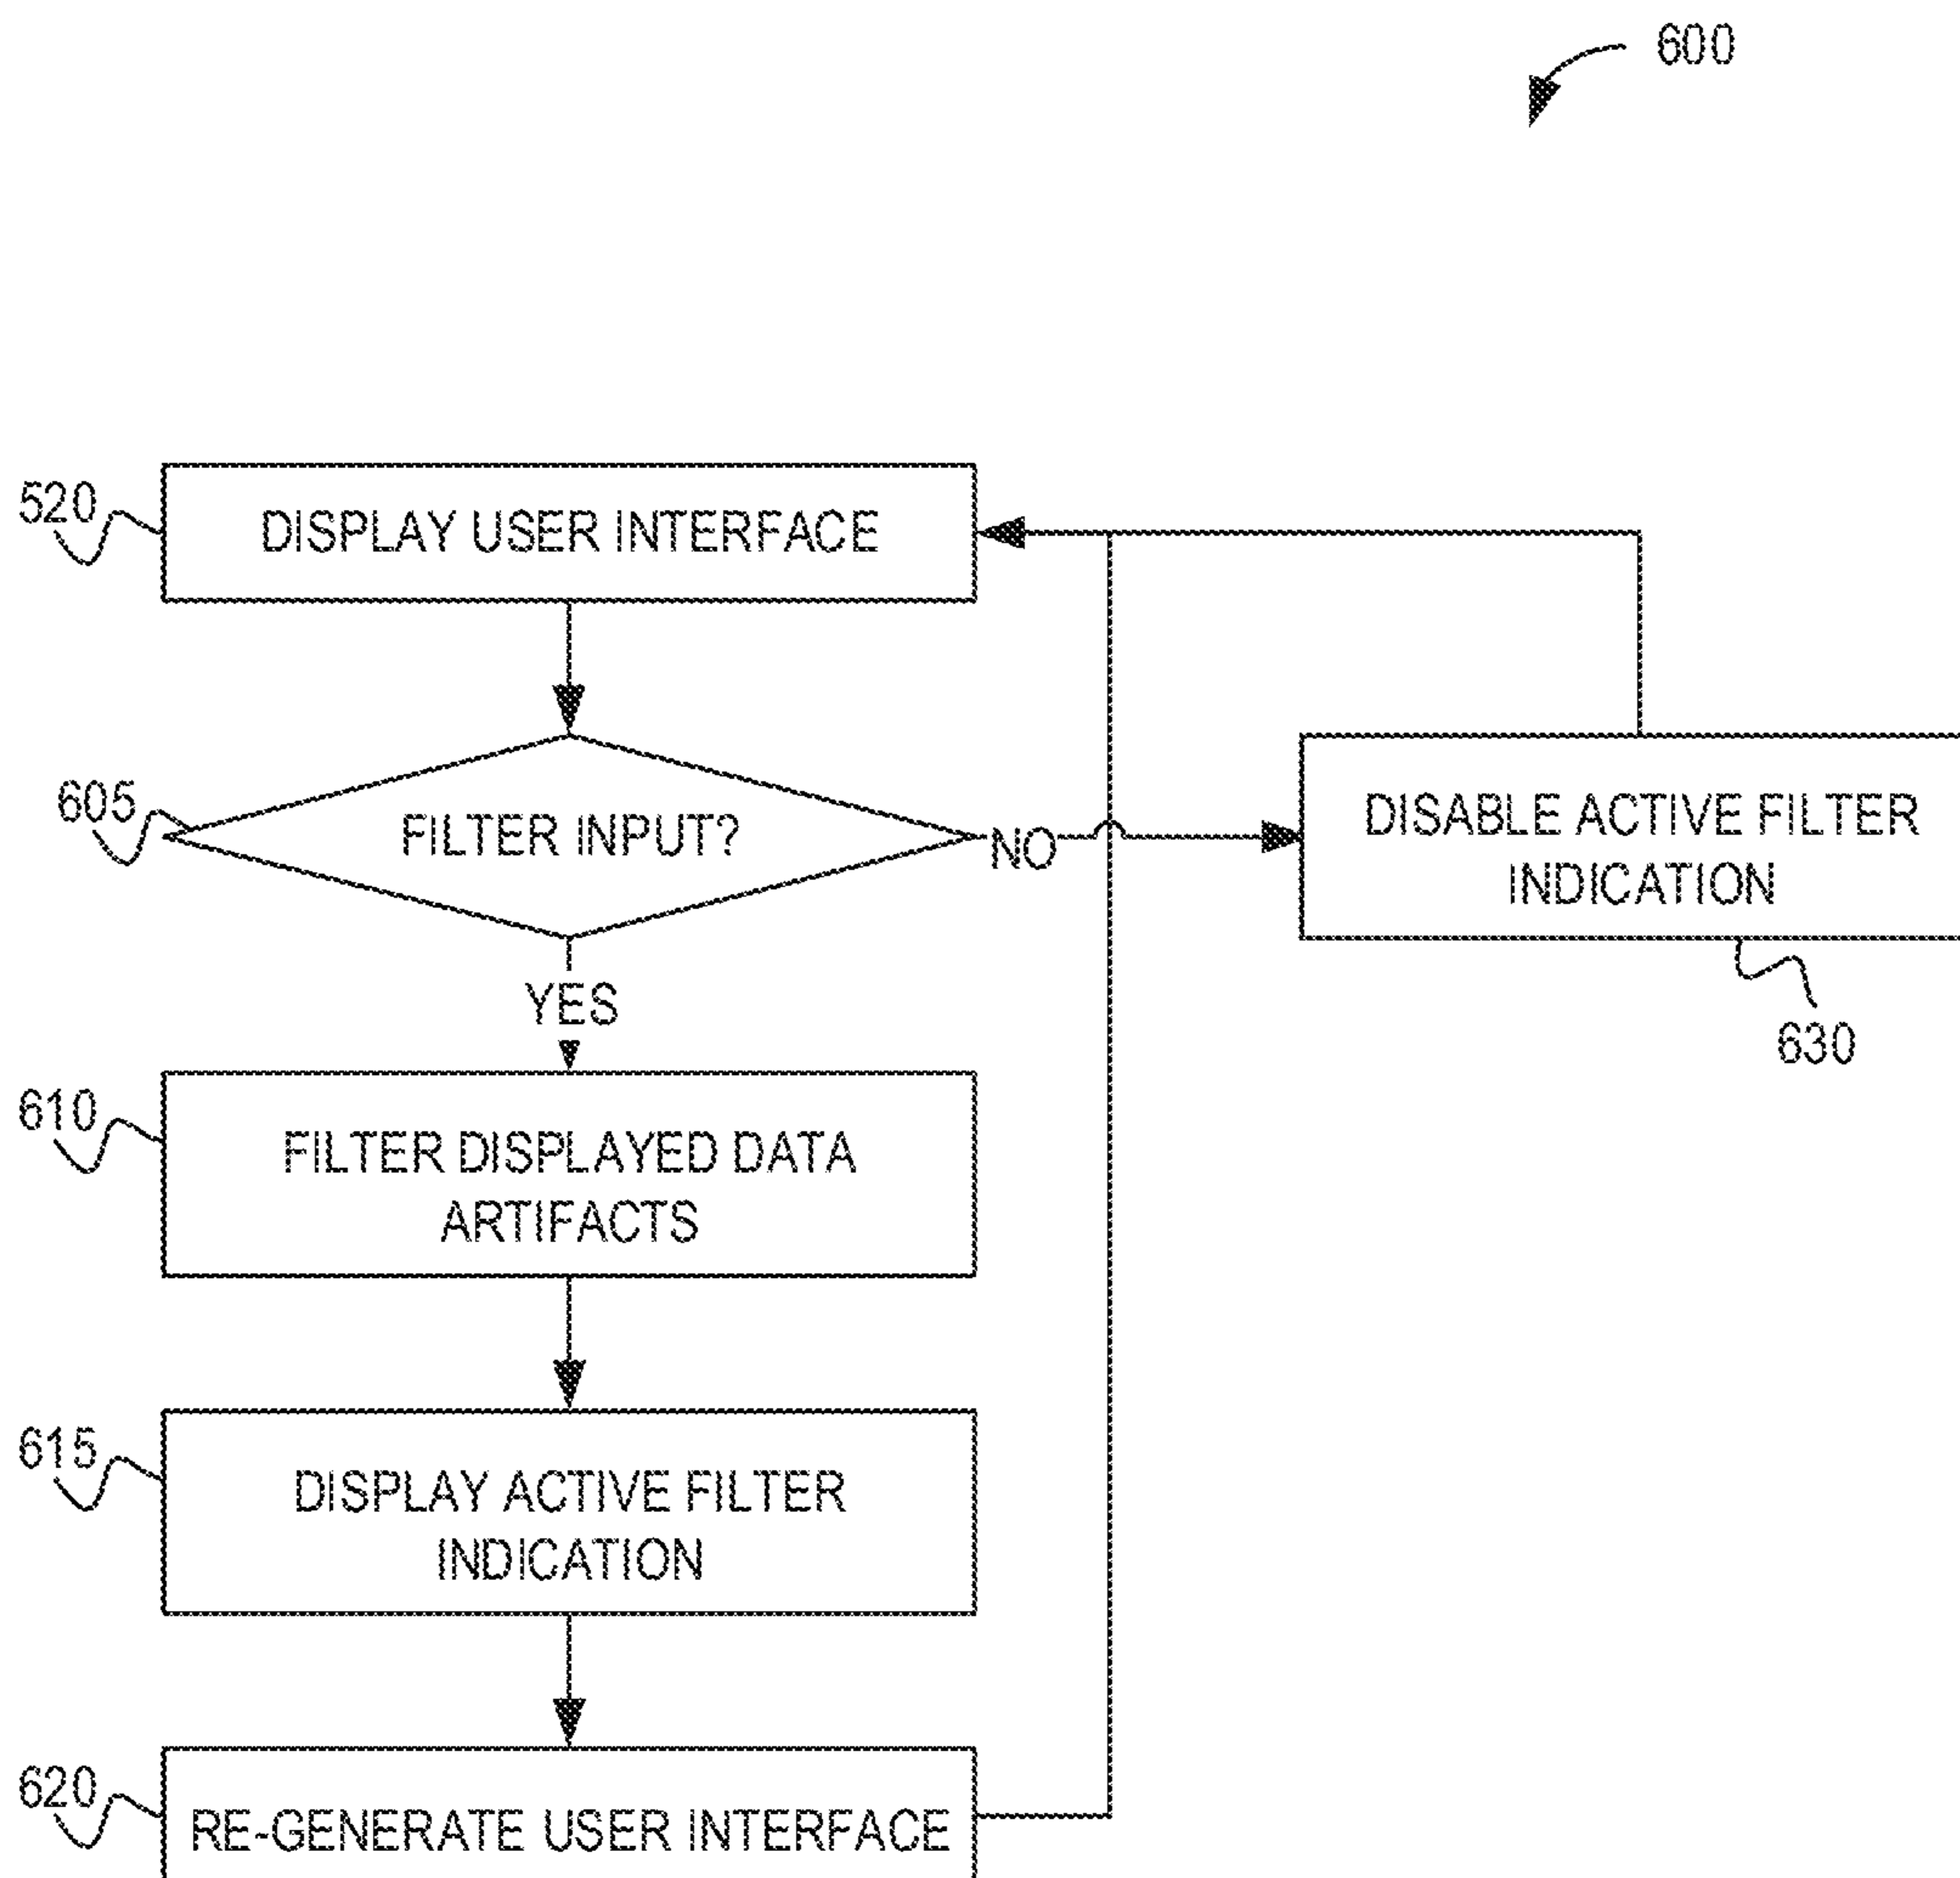 600
520
DISPLAY USER INTERFACE
605
FILTER INPUT?
NO
DISABLE ACTIVE FILTER
INDICATION
630
YES
610
FILTER DISPLAYED DATA
ARTIFACTS
615
DISPLAY ACTIVE FILTER
INDICATION
620
RE-GENERATE USER INTERFACE